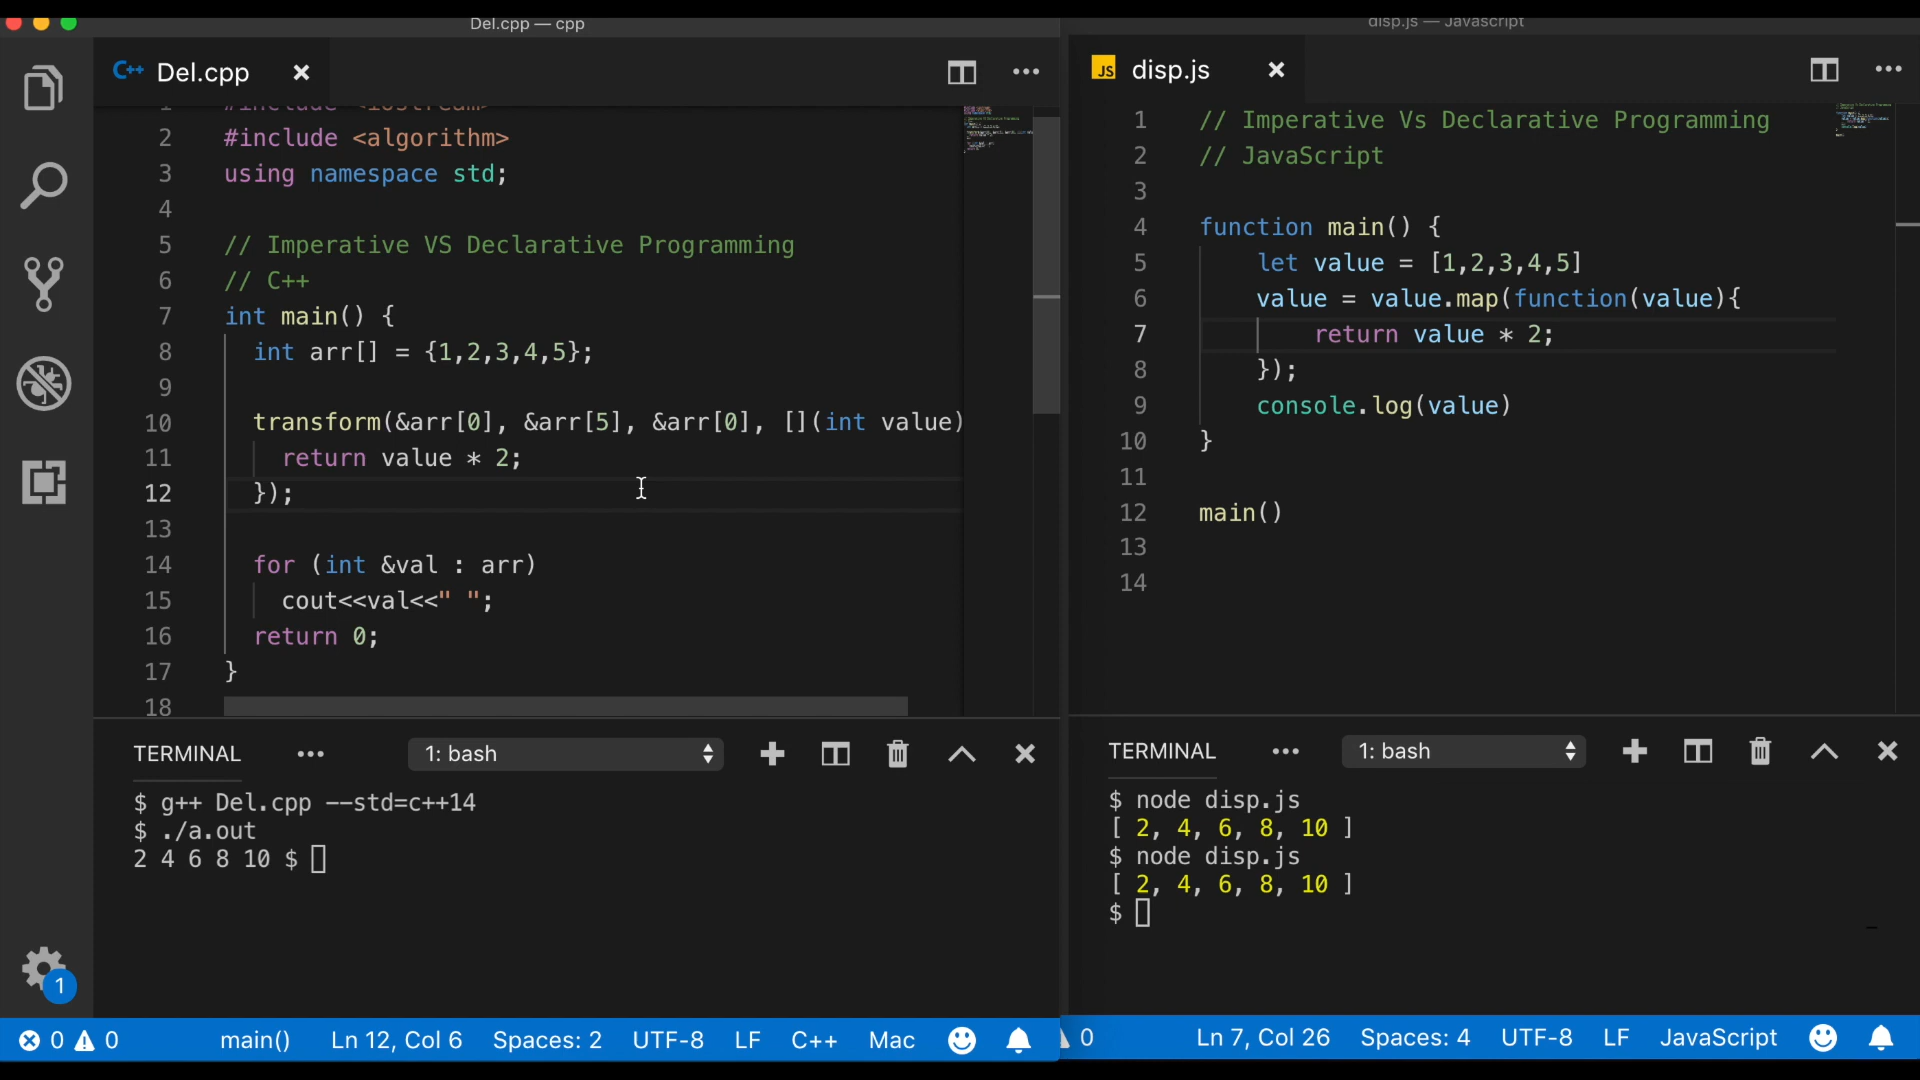 Del.cpp — cpp
C++ Del.cpp
1 #include <iostream>
2 #include <algorithm>
3 using namespace std;
4
5 // Imperative VS Declarative Programming
6 // C++
7 int main() {
8 int arr[] = {1,2,3,4,5};
9
10 transform(&arr[0], &arr[5], &arr[0], [](int value)
11 return value * 2;
12 });
13
14 for (int &val : arr)
15 cout<<val<<" ";
16 return 0;
17 }
18
TERMINAL
1: bash
$ g++ Del.cpp --std=c++14
$ ./a.out
2 4 6 8 10 $
1
0 0 main() Ln 12, Col 6 Spaces: 2 UTF-8 LF C++ Mac
disp.js — Javascript
JS disp.js
1 // Imperative Vs Declarative Programming
2 // JavaScript
3
4 function main() {
5 let value = [1,2,3,4,5]
6 value = value.map(function(value){
7 return value * 2;
8 });
9 console.log(value)
10 }
11
12 main()
13
14
TERMINAL
1: bash
$ node disp.js
[ 2, 4, 6, 8, 10 ]
$ node disp.js
[ 2, 4, 6, 8, 10 ]
$
0 Ln 7, Col 26 Spaces: 4 UTF-8 LF JavaScript